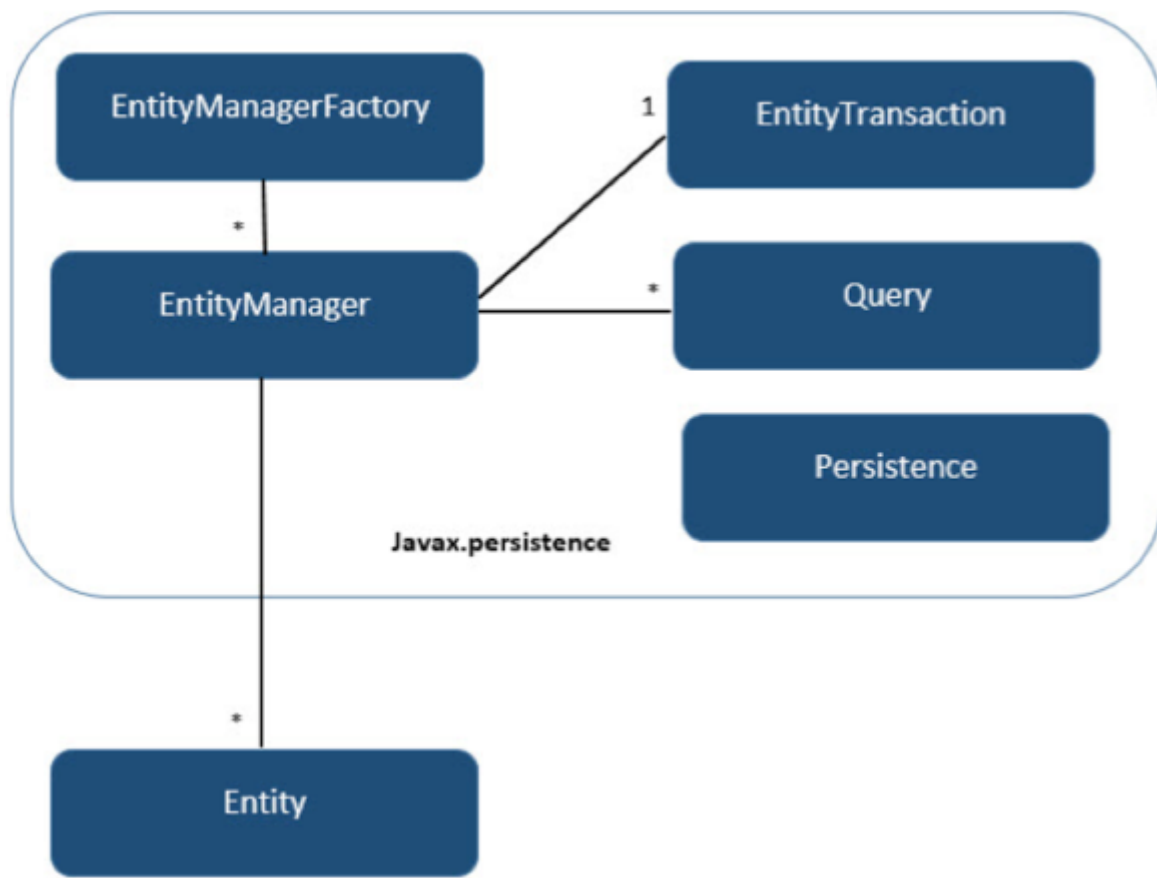 EntityManagerFactory
1
EntityTransaction
*
EntityManager
*
Query
Persistence
Javax.persistence
*
Entity